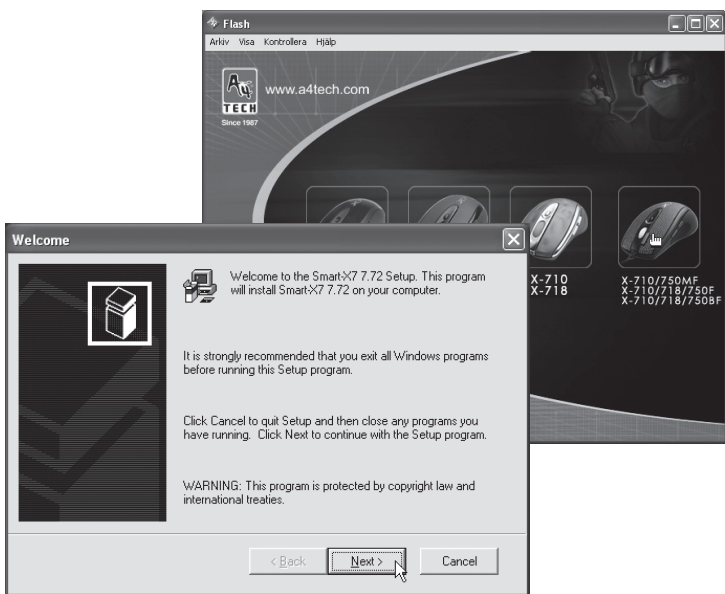 Flash
Arkiv Visa Kontrollera Hjälp
A4
TECH
Since 1987
www.a4tech.com
X-710
X-718
X-710/750MF
X-710/718/750F
X-710/718/750BF
Welcome
Welcome to the Smart-X7 7.72 Setup. This program
will install Smart-X7 7.72 on your computer.
It is strongly recommended that you exit all Windows programs
before running this Setup program.
Click Cancel to quit Setup and then close any programs you
have running. Click Next to continue with the Setup program.
WARNING: This program is protected by copyright law and
international treaties.
< Back
Next >
Cancel